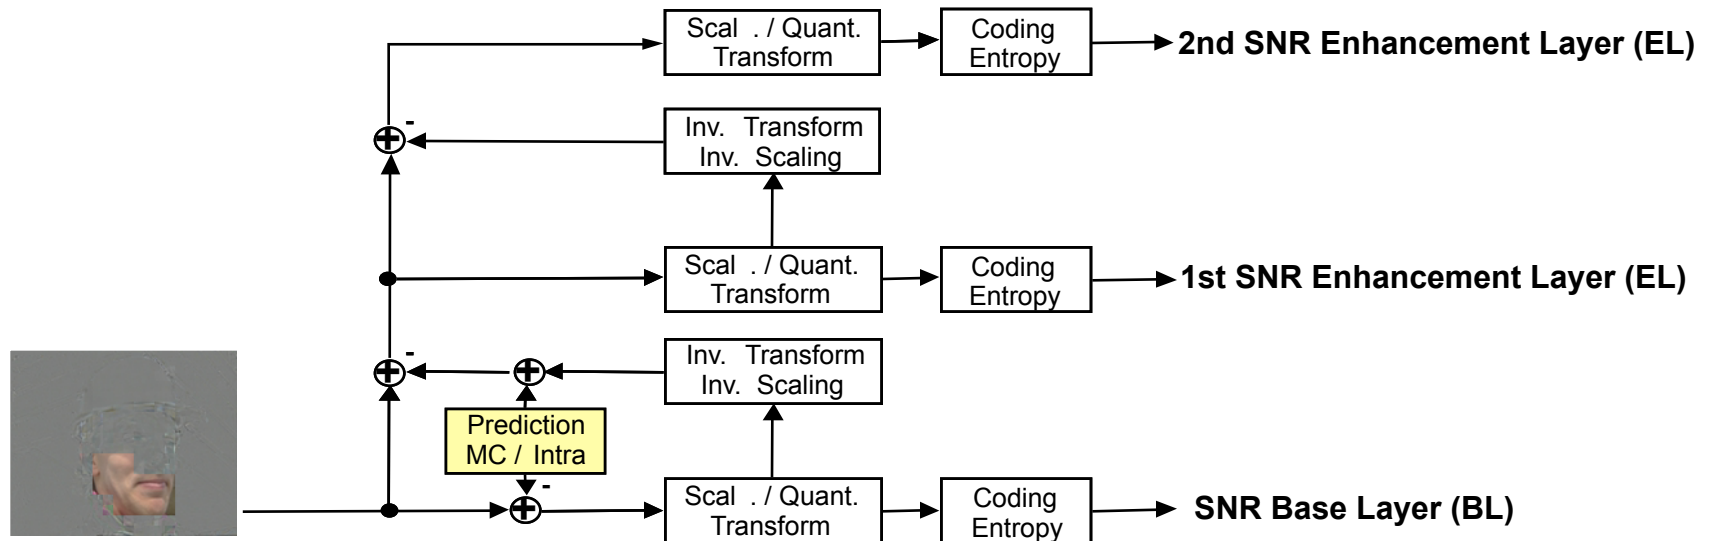 Scal . / Quant.
Transform
Coding
Entropy
2nd SNR Enhancement Layer (EL)
-
Inv. Transform
Inv. Scaling
Scal . / Quant.
Transform
Coding
Entropy
1st SNR Enhancement Layer (EL)
-
Inv. Transform
Inv. Scaling
Prediction
MC / Intra
-
Scal . / Quant.
Transform
Coding
Entropy
SNR Base Layer (BL)